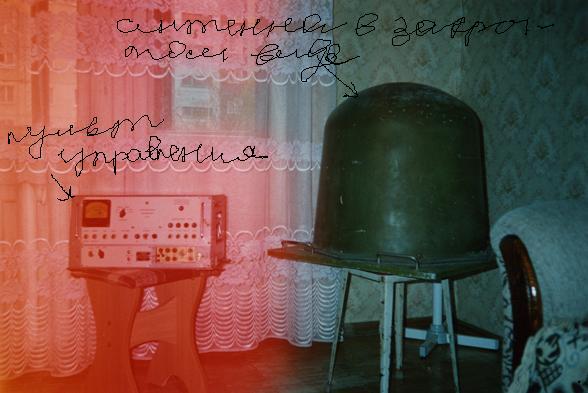 антенна в закры-
том виде
пульт
управления